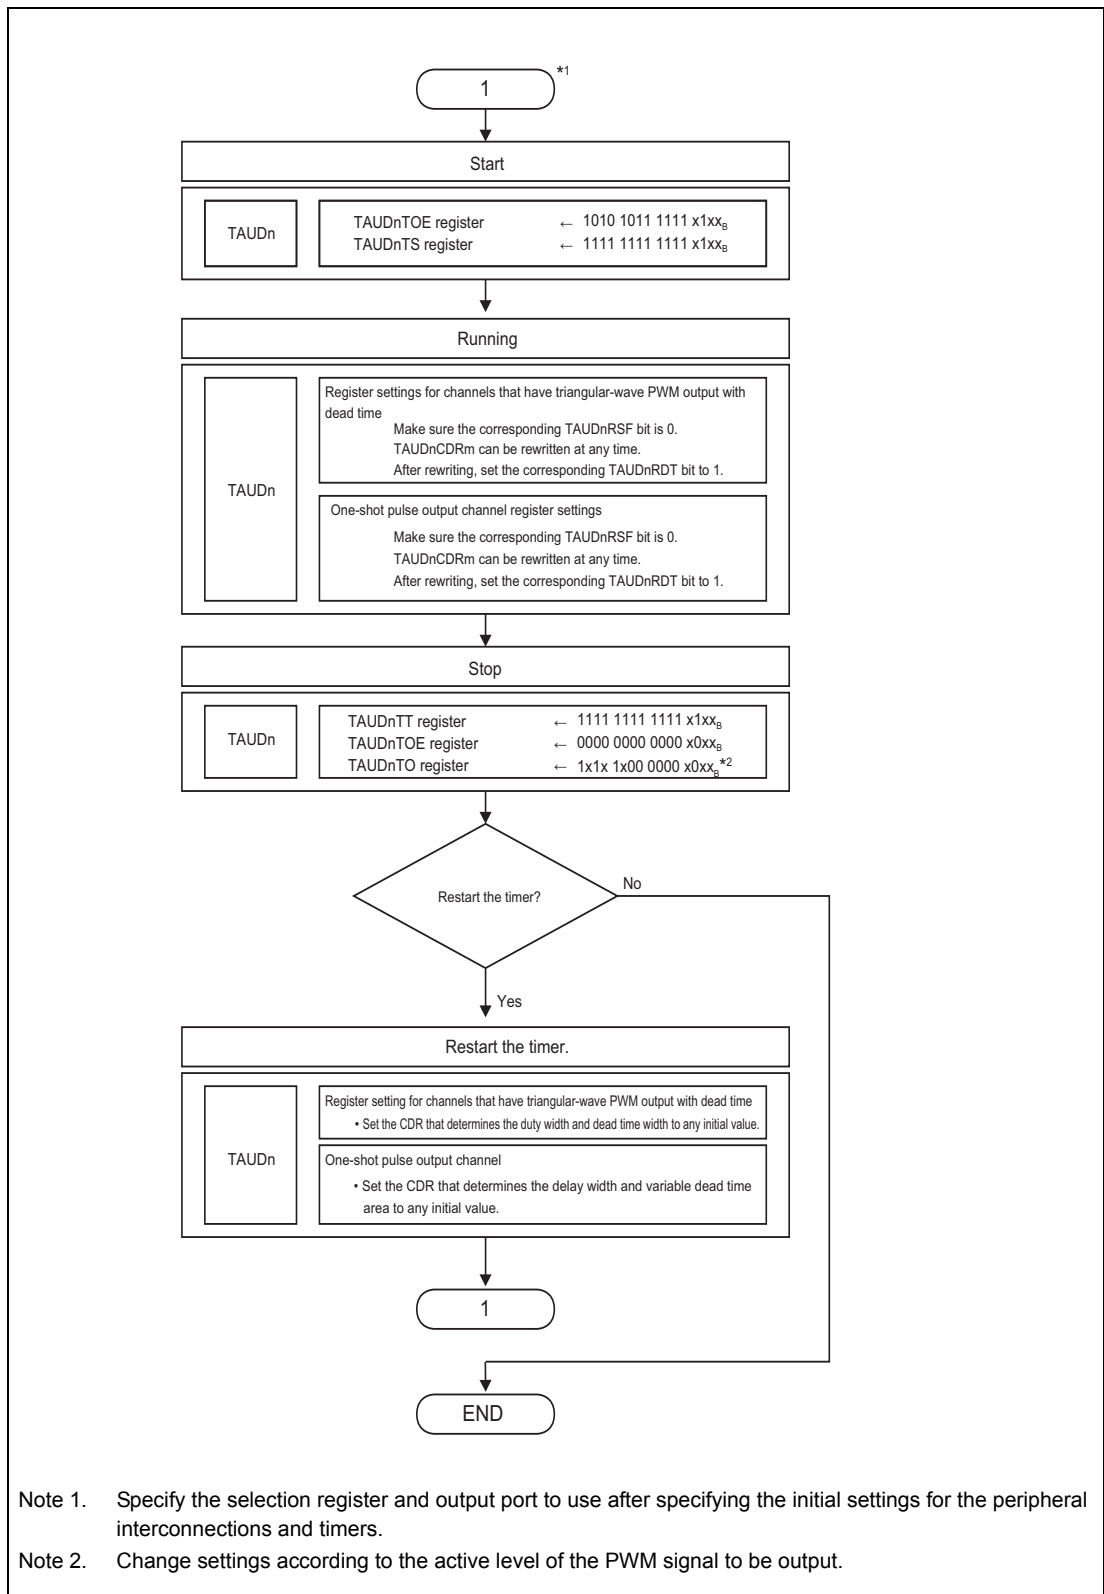 1 *1
Start
TAUDn
TAUDnTOE register ← 1010 1011 1111 x1xxB
TAUDnTS register ← 1111 1111 1111 x1xxB
Running
TAUDn
Register settings for channels that have triangular-wave PWM output with
dead time
Make sure the corresponding TAUDnRSF bit is 0.
TAUDnCDRm can be rewritten at any time.
After rewriting, set the corresponding TAUDnRDT bit to 1.
One-shot pulse output channel register settings
Make sure the corresponding TAUDnRSF bit is 0.
TAUDnCDRm can be rewritten at any time.
After rewriting, set the corresponding TAUDnRDT bit to 1.
Stop
TAUDn
TAUDnTT register ← 1111 1111 1111 x1xxB
TAUDnTOE register ← 0000 0000 0000 x0xxB
TAUDnTO register ← 1x1x 1x00 0000 x0xxB*2
Restart the timer?
No
Yes
Restart the timer.
TAUDn
Register setting for channels that have triangular-wave PWM output with dead time
• Set the CDR that determines the duty width and dead time width to any initial value.
One-shot pulse output channel
• Set the CDR that determines the delay width and variable dead time
area to any initial value.
1
END
Note 1. Specify the selection register and output port to use after specifying the initial settings for the peripheral
interconnections and timers.
Note 2. Change settings according to the active level of the PWM signal to be output.